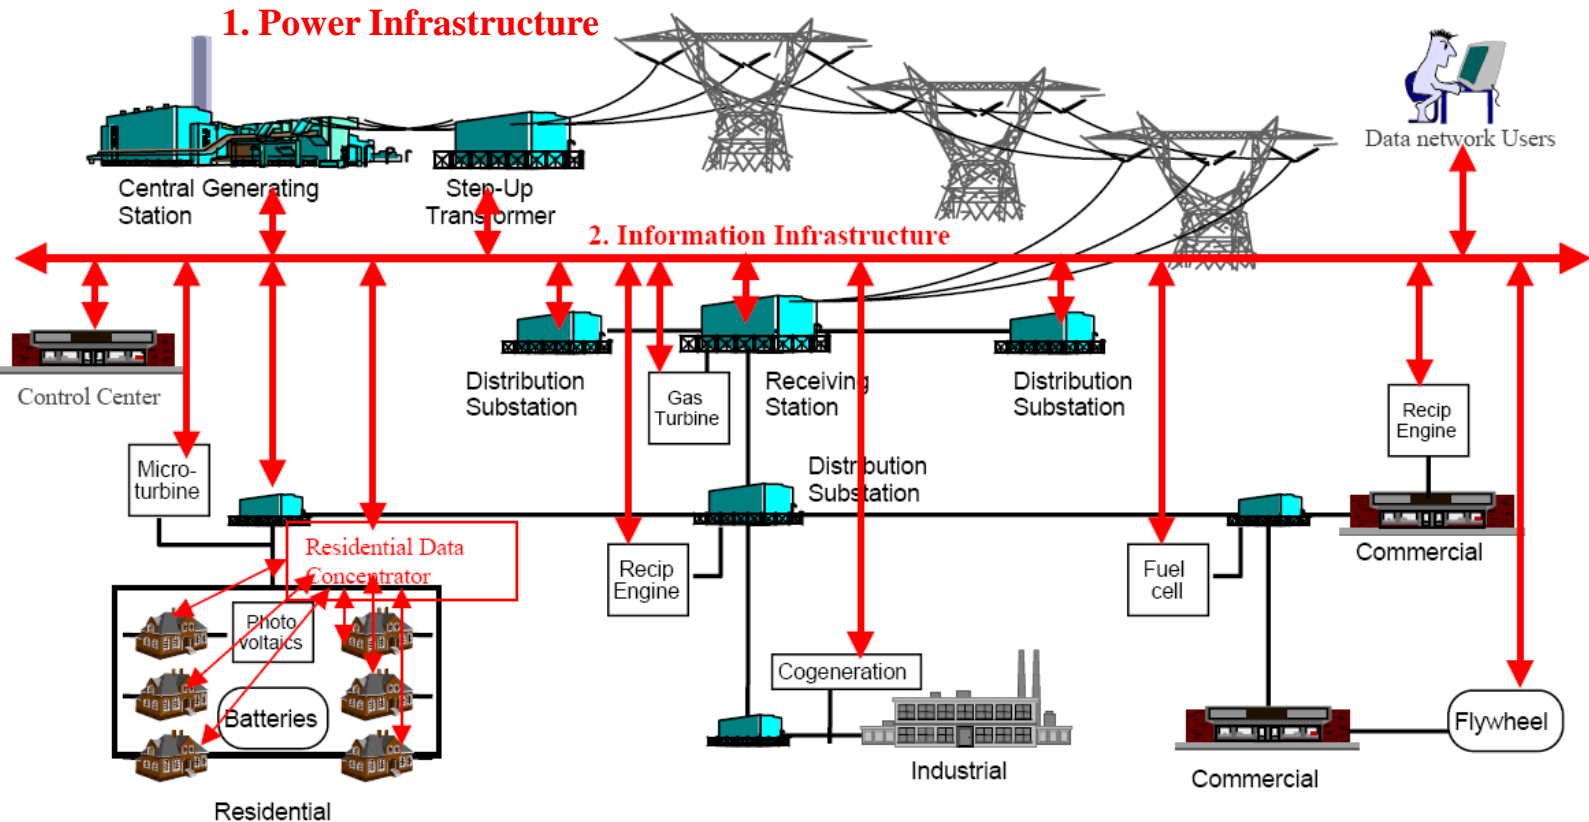 1. Power Infrastructure
Data network Users
Central Generating
Station
Step-Up
Transformer
2. Information Infrastructure
Control Center
Distribution
Substation
Gas
Turbine
Receiving
Station
Distribution
Substation
Recip
Engine
Micro-
turbine
Distribution
Substation
Residential Data
Concentrator
Recip
Engine
Fuel
cell
Commercial
Photo
voltaics
Batteries
Cogeneration
Flywheel
Industrial
Commercial
Residential